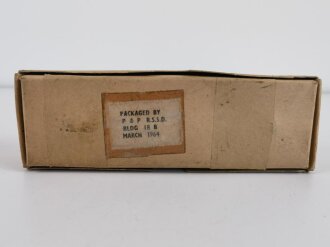 PACKAGED BY
P & P R.S.S.D.
BLDG 18 B
MARCH 1964